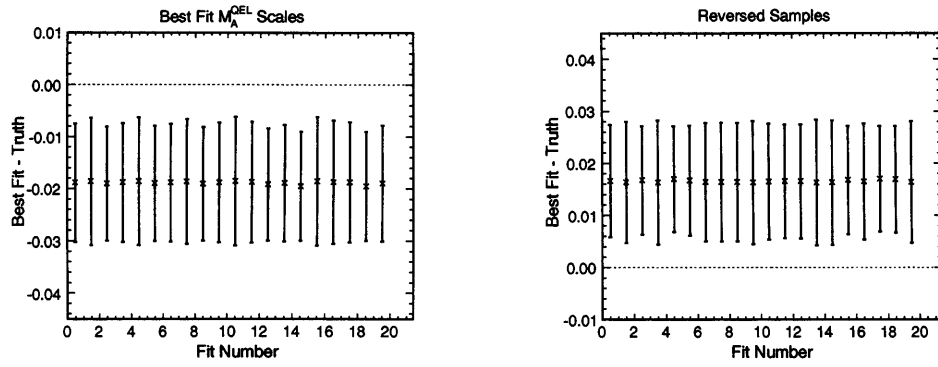 Best Fit M_A^QEL Scales
0.01
0.00
-0.01
-0.02
-0.03
-0.04
Best Fit - Truth
0 2 4 6 8 10 12 14 16 18 20
Fit Number
Reversed Samples
0.04
0.03
0.02
0.01
0.00
-0.01
Best Fit - Truth
0 2 4 6 8 10 12 14 16 18 20
Fit Number